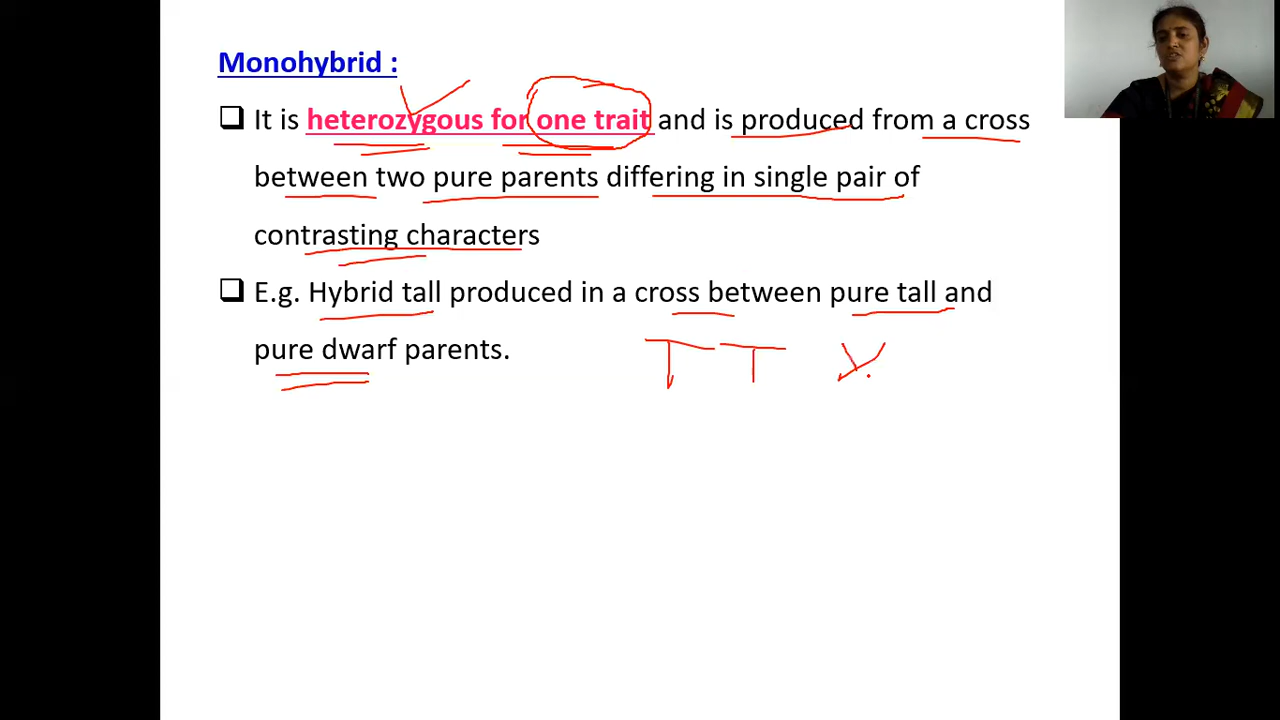 Monohybrid :
❑ It is heterozygous for one trait and is produced from a cross
between two pure parents differing in single pair of
contrasting characters
❑ E.g. Hybrid tall produced in a cross between pure tall and
pure dwarf parents.
T T X